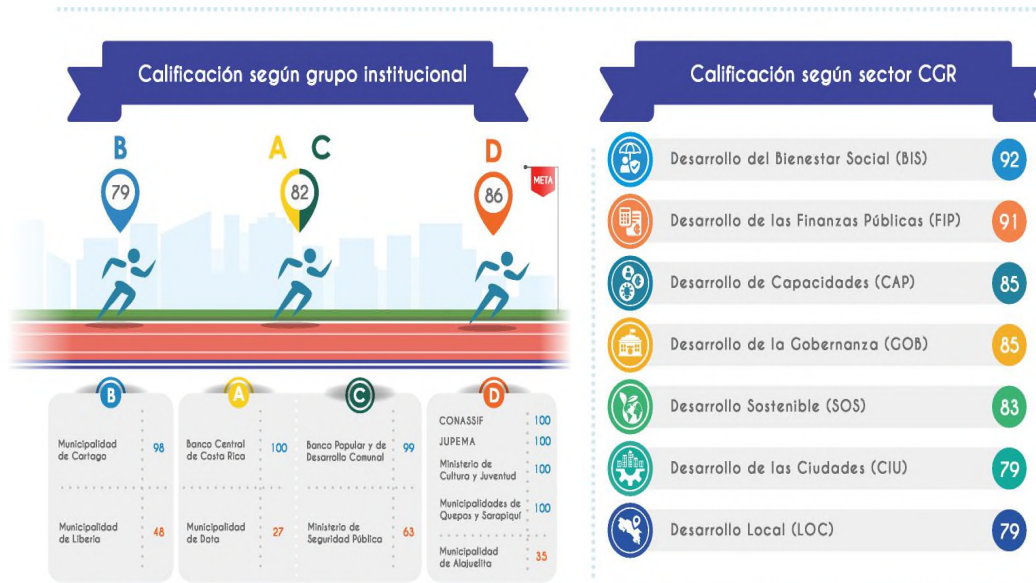 Calificación según grupo institucional
B
79
A
C
82
D
86
META
B
Municipalidad
de Cartago
98
Municipalidad
de Liberia
48
A
Banco Central
de Costa Rica
100
Municipalidad
de Dota
27
C
Banco Popular y de
Desarrollo Comunal
99
Ministerio de
Seguridad Pública
63
D
CONASSIF
100
JUPEMA
100
Ministerio de
Cultura y Juventud
100
Municipalidades de
Quepos y Sarapiquí
100
Municipalidad
de Alajuelita
35
Calificación según sector CGR
Desarrollo del Bienestar Social (BIS)
92
Desarrollo de las Finanzas Públicas (FIP)
91
Desarrollo de Capacidades (CAP)
85
Desarrollo de la Gobernanza (GOB)
85
Desarrollo Sostenible (SOS)
83
Desarrollo de las Ciudades (CIU)
79
Desarrollo Local (LOC)
79